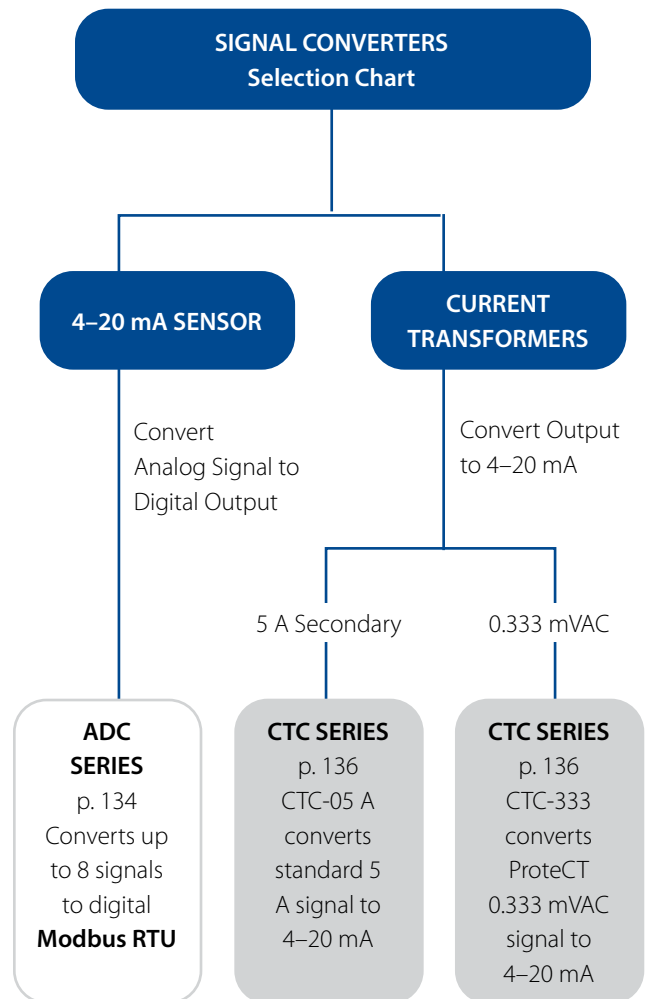 SIGNAL CONVERTERS
Selection Chart
4–20 mA SENSOR
CURRENT
TRANSFORMERS
Convert
Analog Signal to
Digital Output
Convert Output
to 4–20 mA
5 A Secondary
0.333 mVAC
ADC
SERIES
p. 134
Converts up
to 8 signals
to digital
Modbus RTU
CTC SERIES
p. 136
CTC-05 A
converts
standard 5
A signal to
4–20 mA
CTC SERIES
p. 136
CTC-333
converts
ProteCT
0.333 mVAC
signal to
4–20 mA